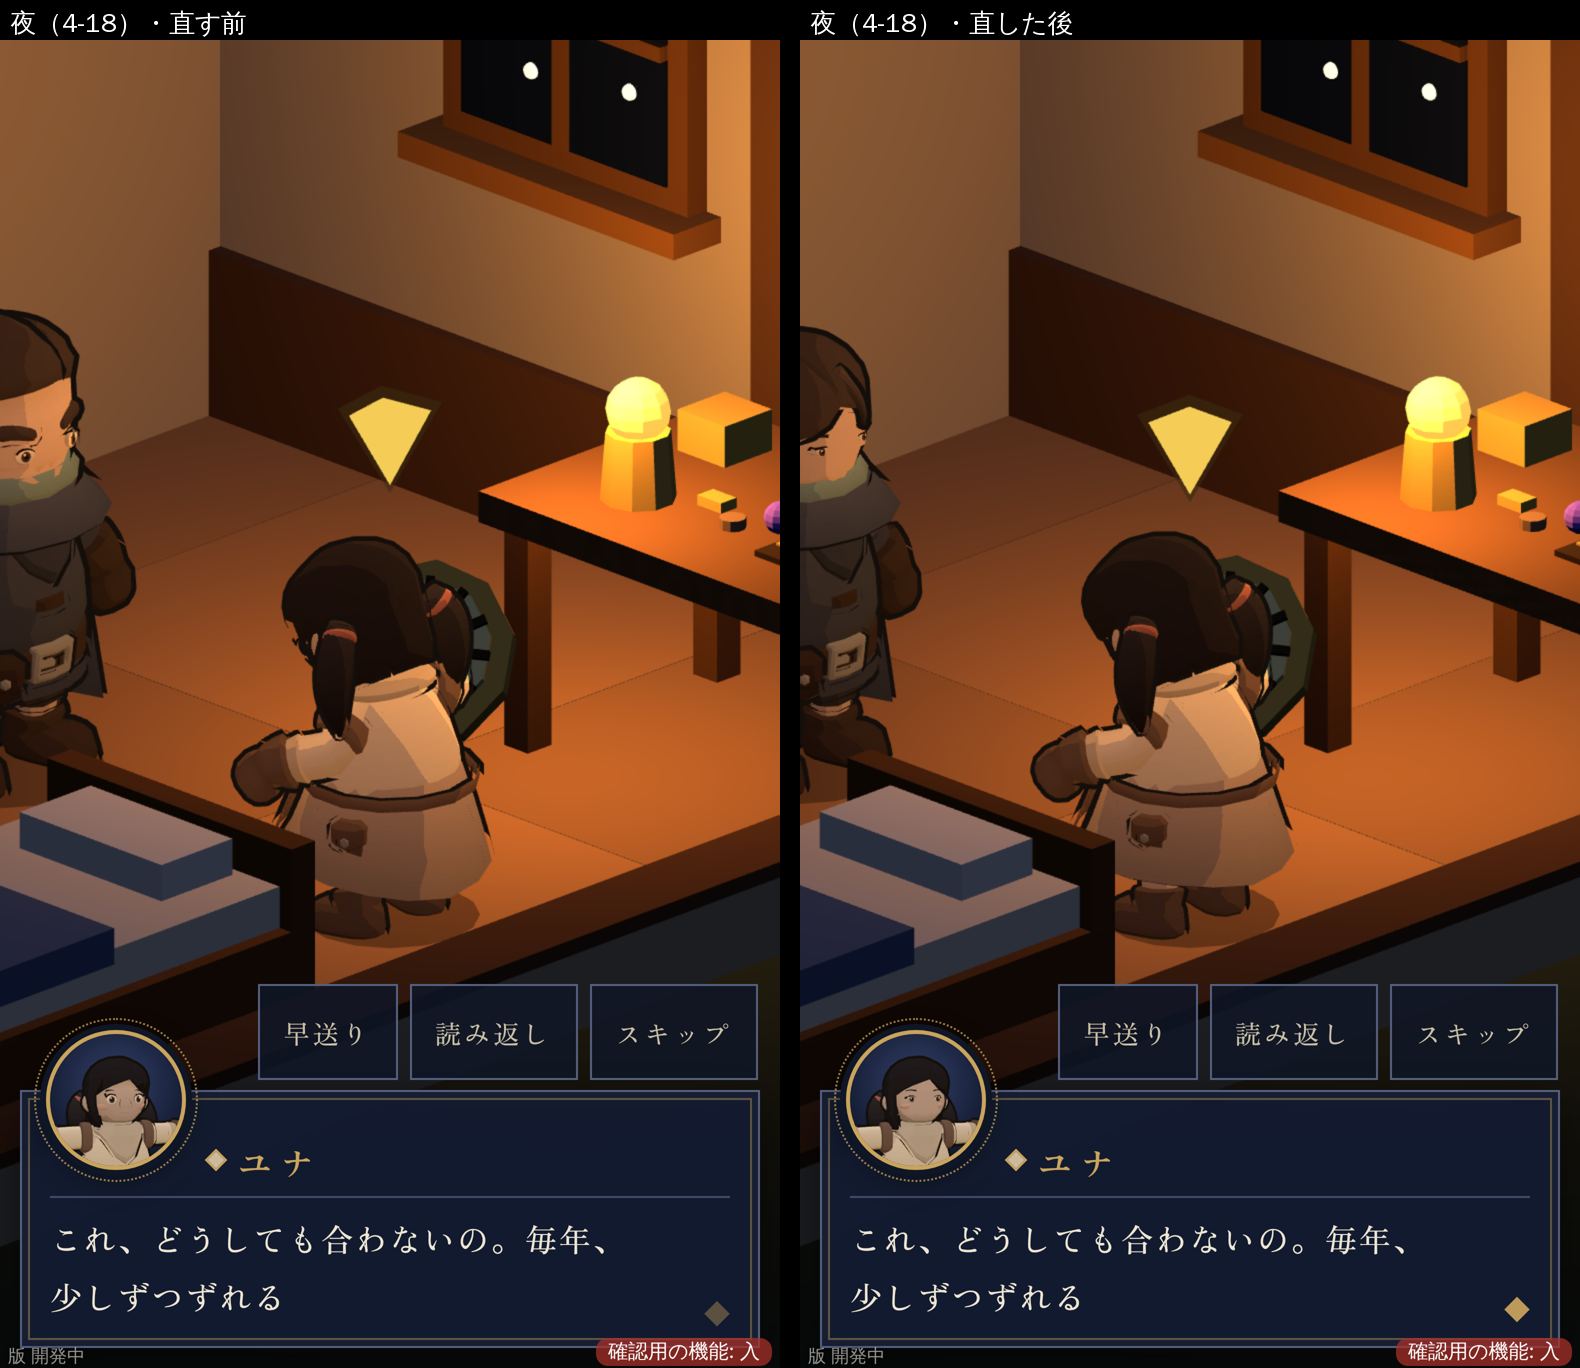 夜（4-18）・直す前
早送り
読み返し
スキップ
ユナ
これ、どうしても合わないの。毎年、
少しずつずれる
版 開発中
確認用の機能: 入
夜（4-18）・直した後
早送り
読み返し
スキップ
ユナ
これ、どうしても合わないの。毎年、
少しずつずれる
版 開発中
確認用の機能: 入